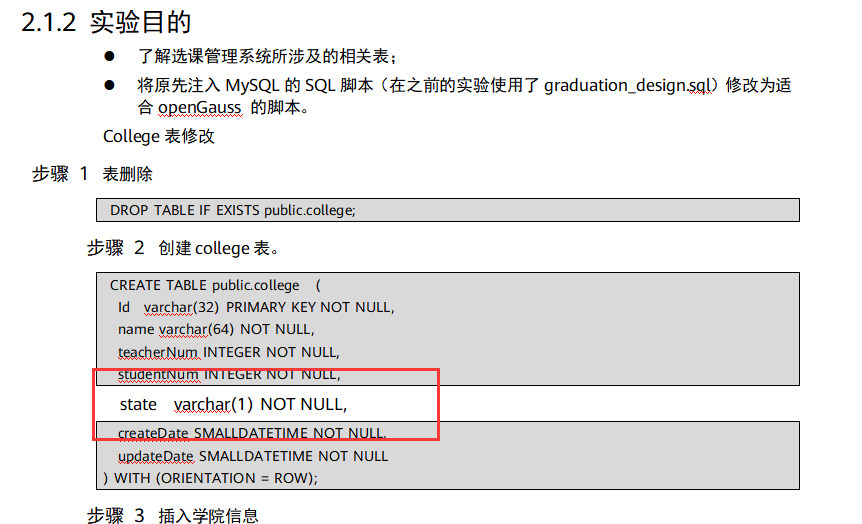 2.1.2 实验目的
● 了解选课管理系统所涉及的相关表；
● 将原先注入 MySQL 的 SQL 脚本（在之前的实验使用了 graduation_design.sql）修改为适
合 openGauss 的脚本。
College 表修改
步骤 1 表删除
DROP TABLE IF EXISTS public.college;
步骤 2 创建 college 表。
CREATE TABLE public.college (
Id varchar(32) PRIMARY KEY NOT NULL,
name varchar(64) NOT NULL,
teacherNum INTEGER NOT NULL,
studentNum INTEGER NOT NULL,
state varchar(1) NOT NULL,
createDate SMALLDATETIME NOT NULL,
updateDate SMALLDATETIME NOT NULL
) WITH (ORIENTATION = ROW);
步骤 3 插入学院信息